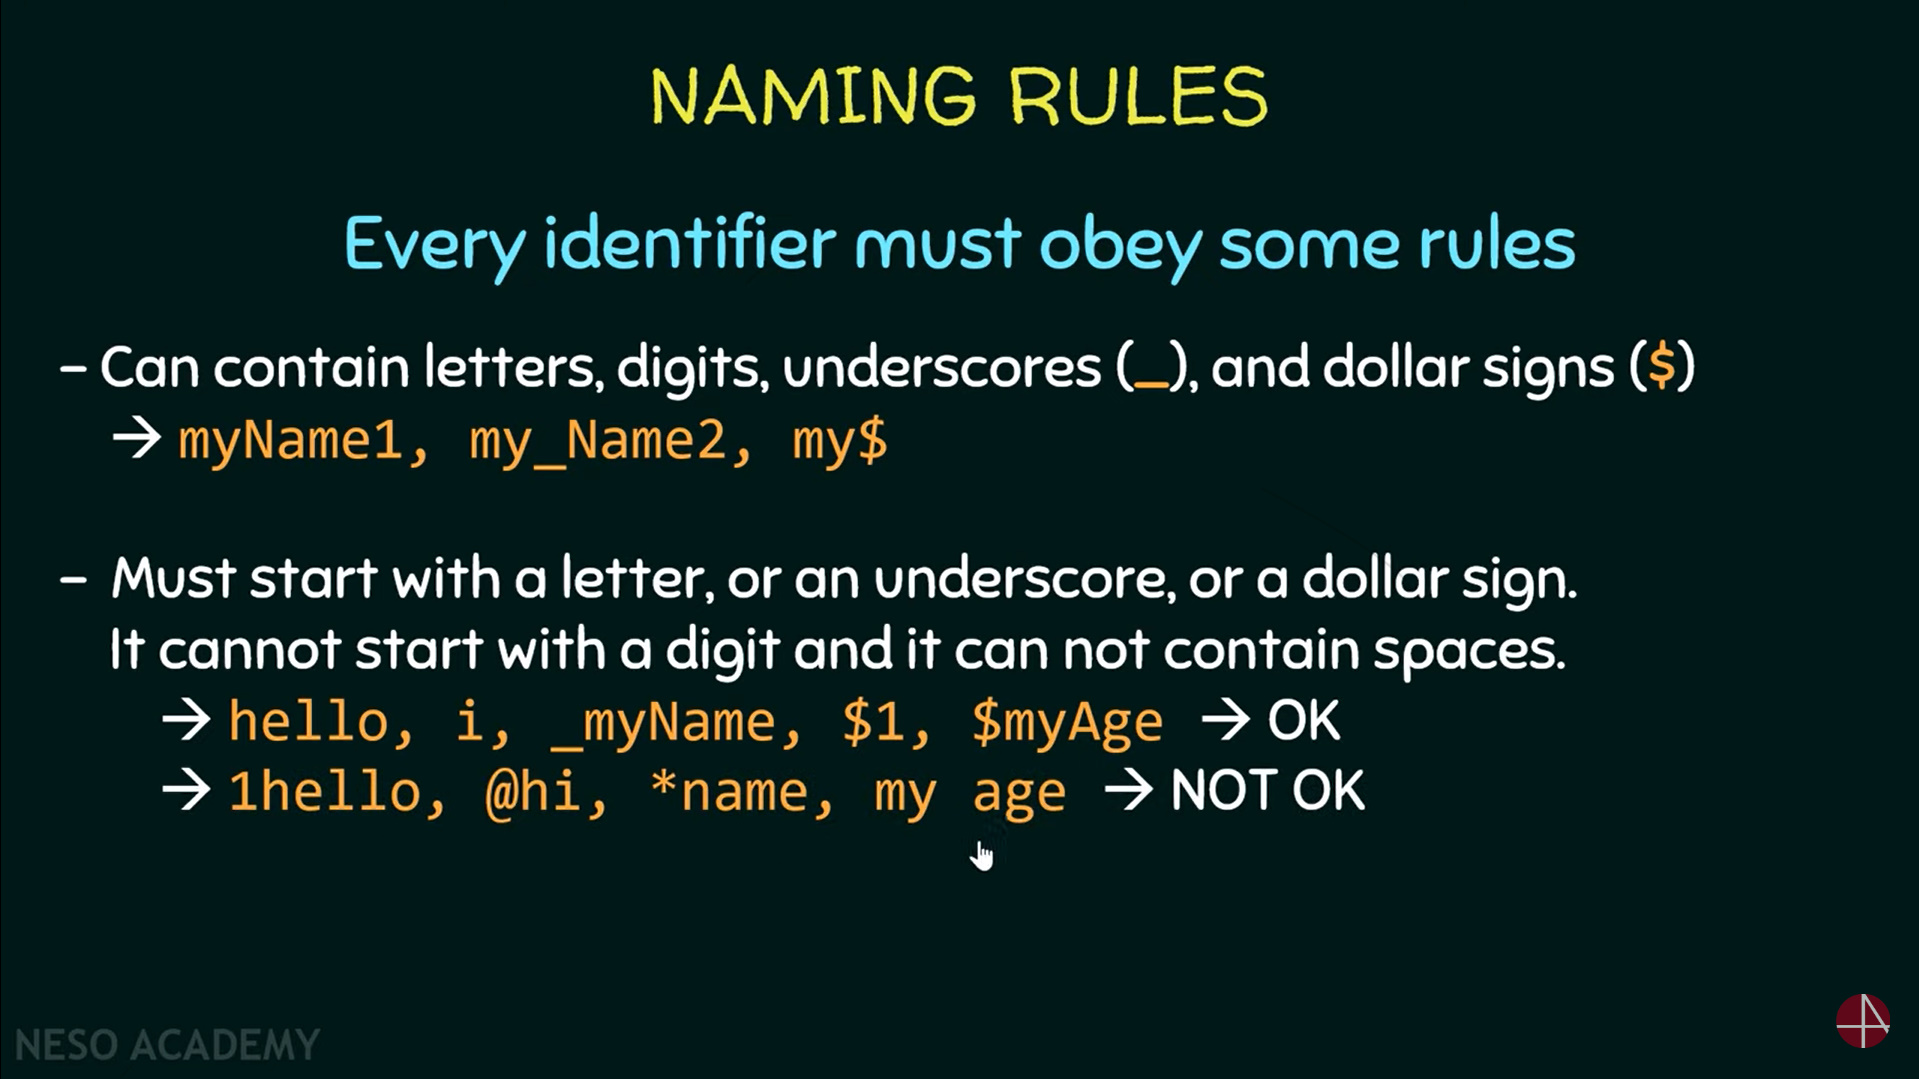 NAMING RULES
Every identifier must obey some rules
– Can contain letters, digits, underscores (_), and dollar signs ($)
→ myName1, my_Name2, my$
– Must start with a letter, or an underscore, or a dollar sign.
It cannot start with a digit and it can not contain spaces.
→ hello, i, _myName, $1, $myAge → OK
→ 1hello, @hi, *name, my age → NOT OK
NESO ACADEMY